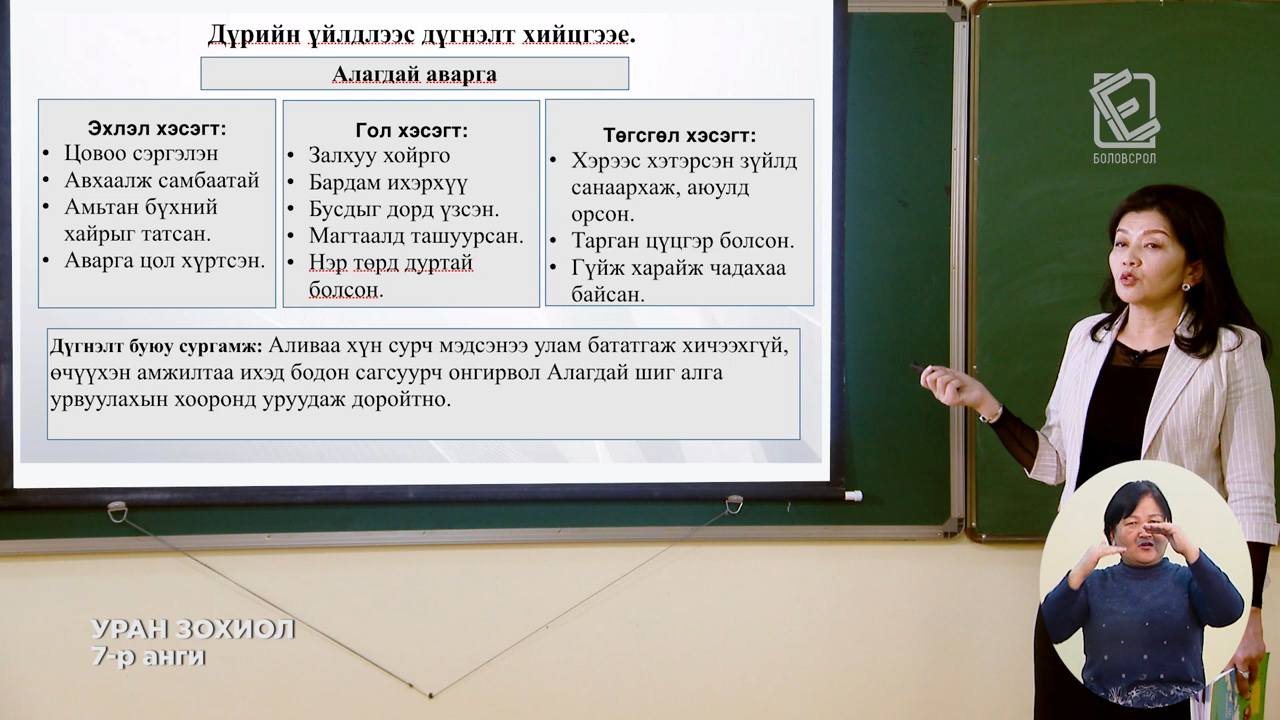 Дүрийн үйлдлээс дүгнэлт хийцгээе.
Алагдай аварга
Эхлэл хэсэгт:
• Цовоо сэргэлэн
• Авхаалж самбаатай
• Амьтан бүхний
хайрыг татсан.
• Аварга цол хүртсэн.
Гол хэсэгт:
• Залхуу хойрго
• Бардам ихэрхүү
• Бусдыг дорд үзсэн.
• Магтаалд ташуурсан.
• Нэр төрд дуртай
болсон.
Төгсгөл хэсэгт:
• Хэрээс хэтэрсэн зүйлд
санаархаж, аюулд
орсон.
• Тарган цүцгэр болсон.
• Гүйж харайж чадахаа
байсан.
Дүгнэлт буюу сургамж: Аливаа хүн сурч мэдсэнээ улам бататгаж хичээхгүй,
өчүүхэн амжилтаа ихэд бодон сагсуурч онгирвол Алагдай шиг алга
урвуулахын хооронд уруудаж доройтно.
БОЛОВСРОЛ
УРАН ЗОХИОЛ
7-р анги